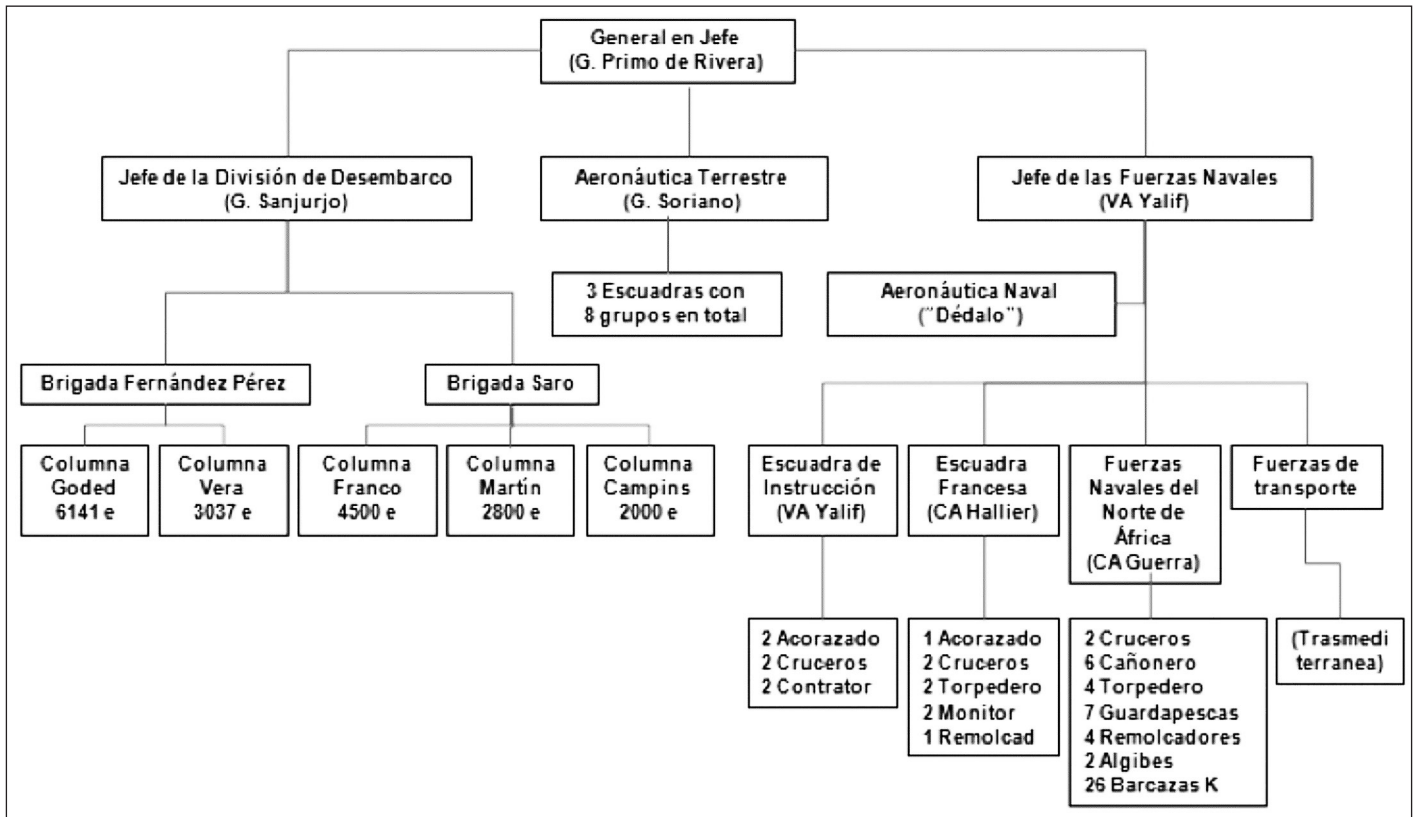 General en Jefe
(G. Primo de Rivera)
Jefe de la División de Desembarco
(G. Sanjurjo)
Aeronáutica Terrestre
(G. Soriano)
Jefe de las Fuerzas Navales
(VA Yalif)
3 Escuadras con
8 grupos en total
Aeronáutica Naval
("Dédalo")
Brigada Fernández Pérez
Brigada Saro
Columna
Goded
6141 e
Columna
Vera
3037 e
Columna
Franco
4500 e
Columna
Martín
2800 e
Columna
Campins
2000 e
Escuadra de
Instrucción
(VA Yalif)
Escuadra
Francesa
(CA Hallier)
Fuerzas
Navales del
Norte de
África
(CA Guerra)
Fuerzas de
transporte
2 Acorazado
2 Cruceros
2 Contrator
1 Acorazado
2 Cruceros
2 Torpedero
2 Monitor
1 Remolcad
2 Cruceros
6 Cañonero
4 Torpedero
7 Guardapescas
4 Remolcadores
2 Algibes
26 Barcazas K
(Trasmedi
terranea)